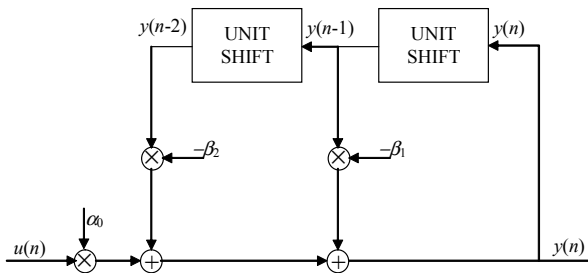 y(n-2)
UNIT
SHIFT
y(n-1)
UNIT
SHIFT
y(n)
−β₂
−β₁
α₀
u(n)
y(n)